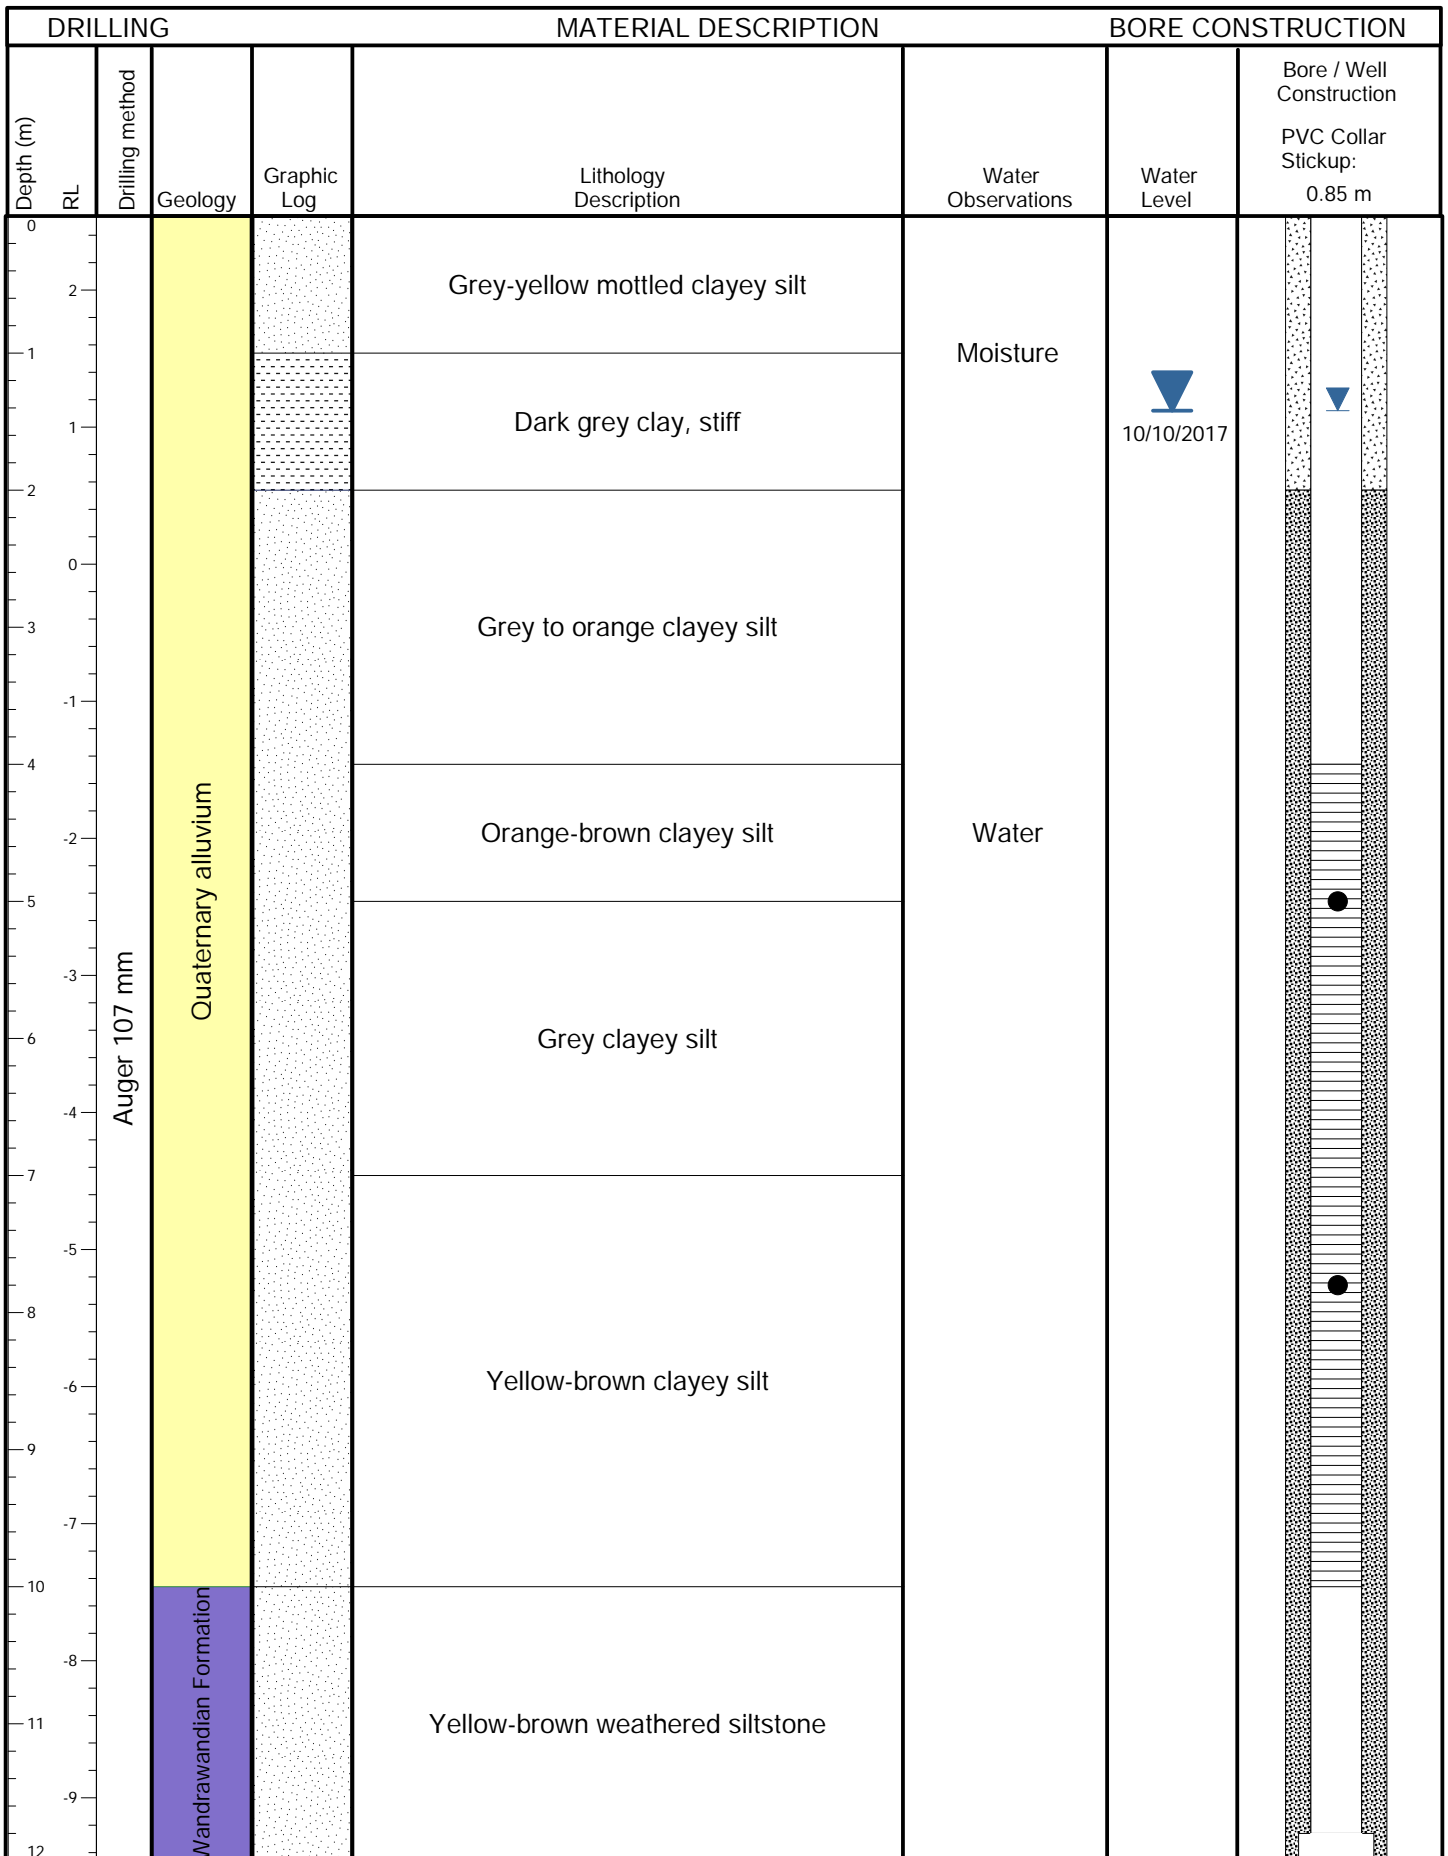 DRILLING MATERIAL DESCRIPTION BORE CONSTRUCTION
Depth (m)
RL
Drilling method
Geology
Graphic
Log
Lithology
Description
Water
Observations
Water
Level
Bore / Well
Construction
PVC Collar
Stickup:
0.85 m
0
2
Grey-yellow mottled clayey silt
1
Moisture
1
Dark grey clay, stiff
10/10/2017
2
0
3
Grey to orange clayey silt
-1
4
-2
Orange-brown clayey silt
Water
5
Quaternary alluvium
-3
Auger 107 mm
6
Grey clayey silt
-4
7
-5
8
-6
Yellow-brown clayey silt
9
-7
10
Wandrawandian Formation
-8
11
Yellow-brown weathered siltstone
-9
12